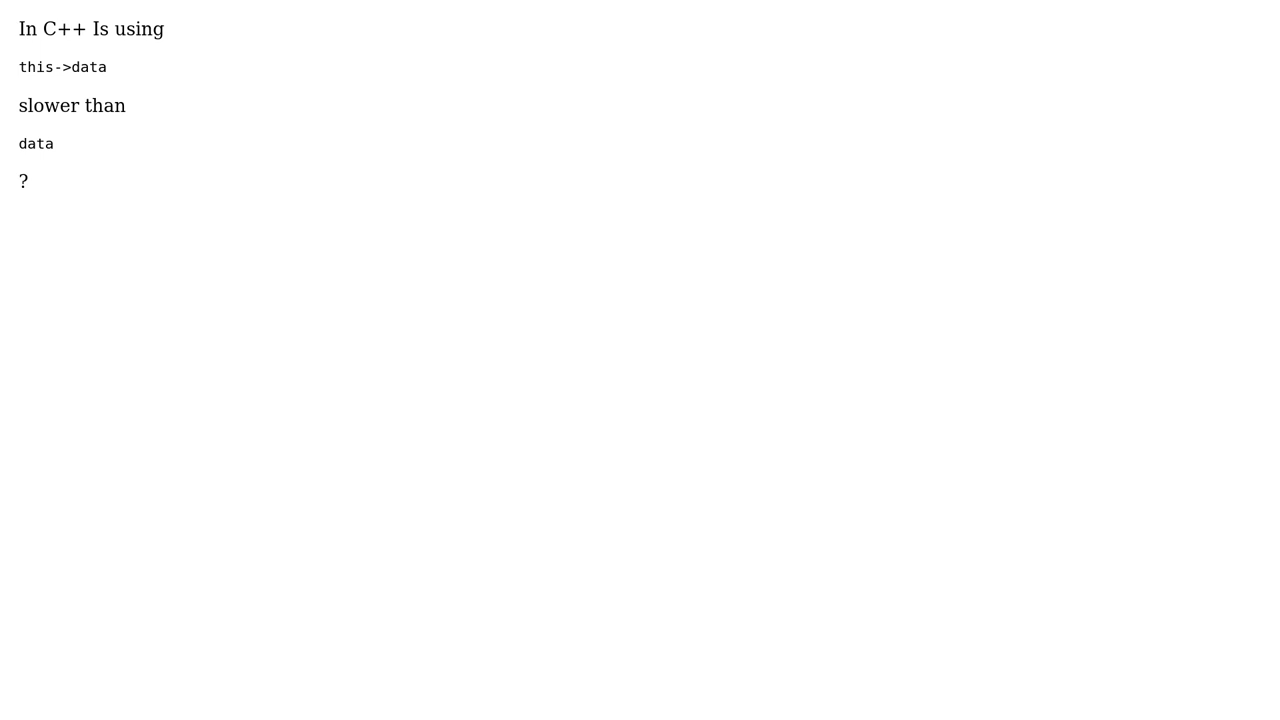 In C++ Is using
this->data
slower than
data
?